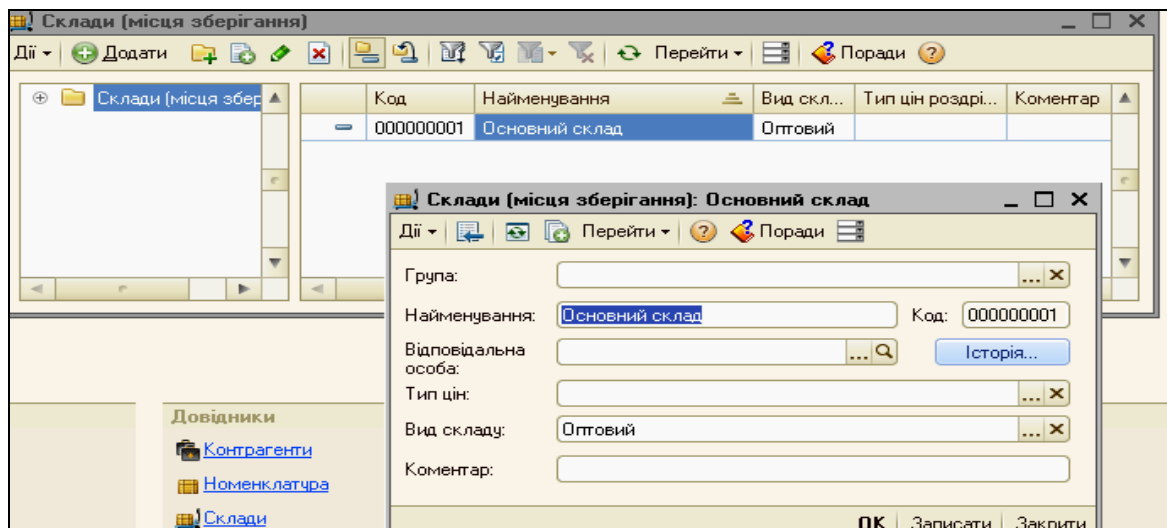 Склади (місця зберігання)
Дії Додати Перейти Поради
Склади (місця збер
Код Найменування Вид скл... Тип цін роздрі... Коментар
000000001 Основний склад Оптовий
Склади (місця зберігання): Основний склад
Дії Перейти Поради
Група:
Найменування: Основний склад Код: 000000001
Відповідальна особа: Історія...
Тип цін:
Вид складу: Оптовий
Коментар:
ОК Записати Закрити
Довідники
Контрагенти
Номенклатура
Склади